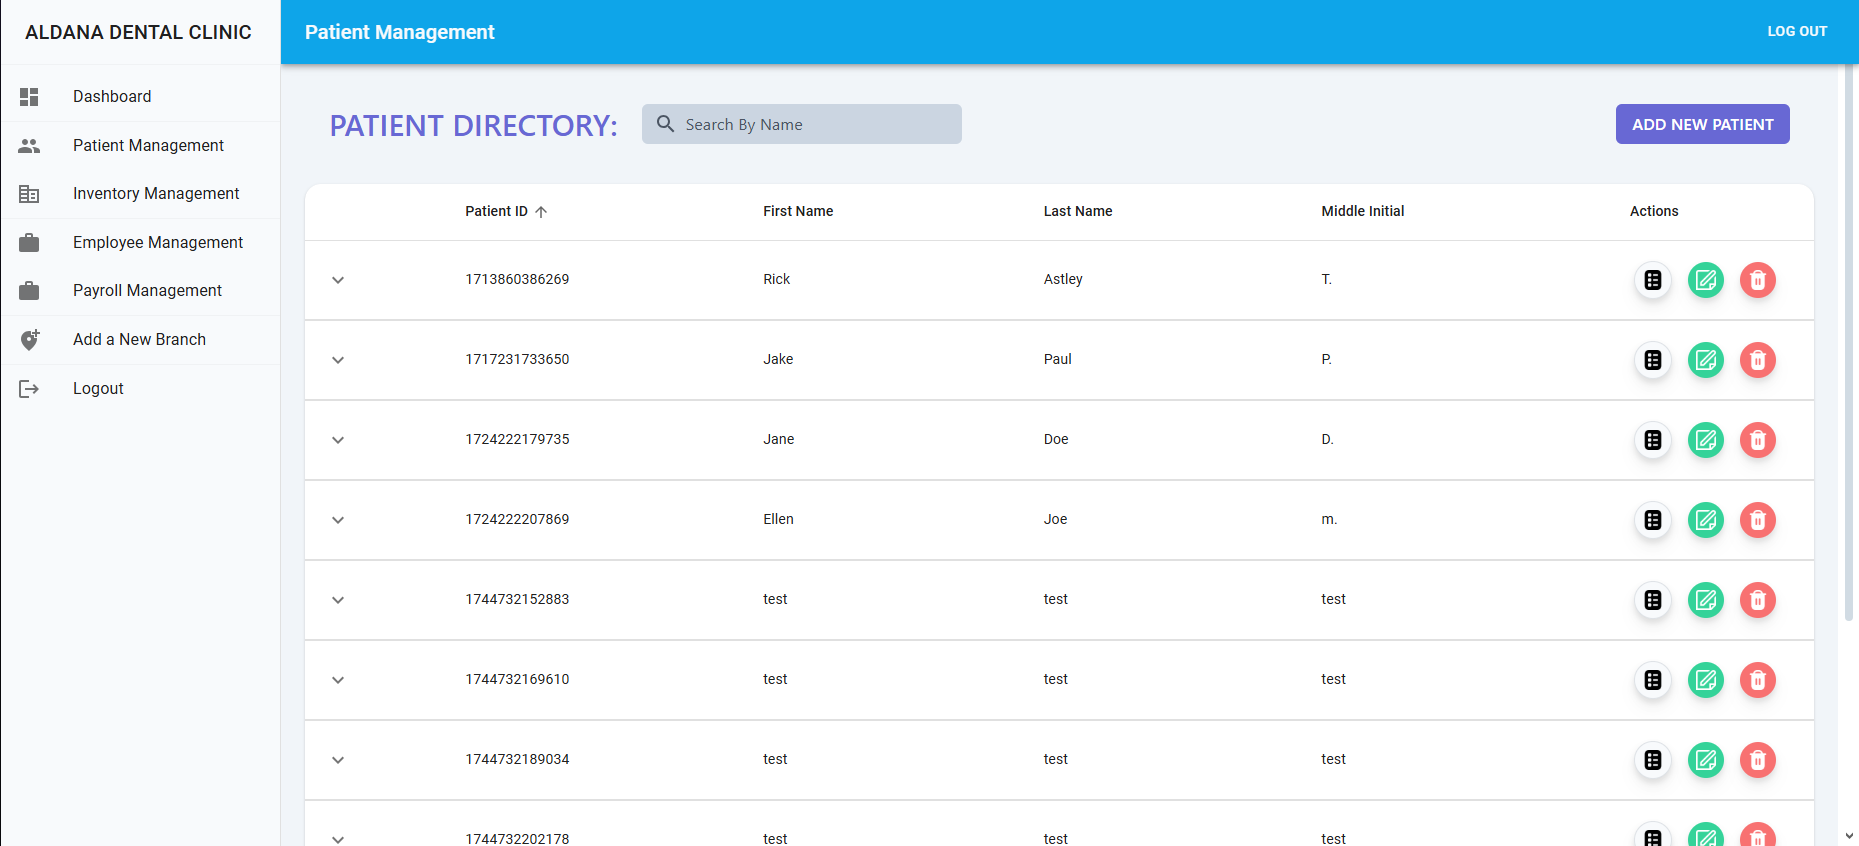 ALDANA DENTAL CLINIC
Patient Management
LOG OUT
Dashboard
Patient Management
Inventory Management
Employee Management
Payroll Management
Add a New Branch
Logout
PATIENT DIRECTORY:
Search By Name
ADD NEW PATIENT
Patient ID First Name Last Name Middle Initial Actions
1713860386269 Rick Astley T.
1717231733650 Jake Paul P.
1724222179735 Jane Doe D.
1724222207869 Ellen Joe m.
1744732152883 test test test
1744732169610 test test test
1744732189034 test test test
1744732202178 test test test